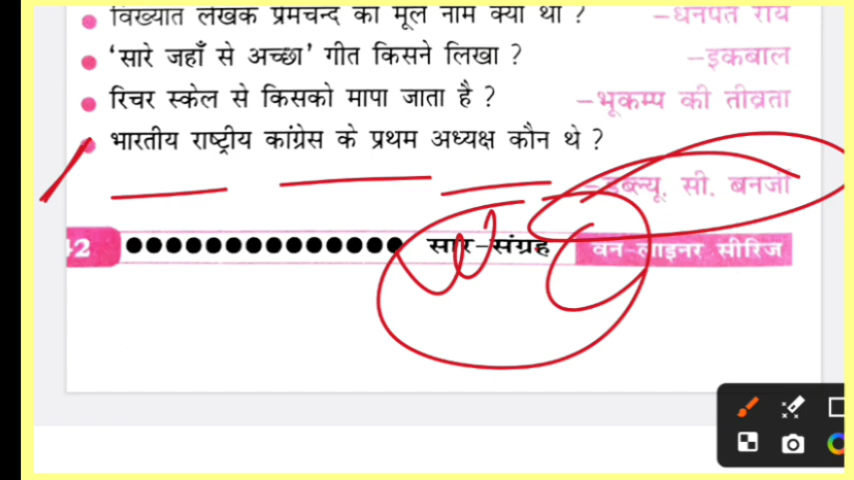 विख्यात लेखक प्रेमचन्द का मूल नाम क्या था ? –धनपत राय
‘सारे जहाँ से अच्छा’ गीत किसने लिखा ? –इकबाल
रिचर स्केल से किसको मापा जाता है ? –भूकम्प की तीव्रता
भारतीय राष्ट्रीय कांग्रेस के प्रथम अध्यक्ष कौन थे ?
–डब्ल्यू. सी. बनर्जी
42 ●●●●●●●●●●●●●● सार-संग्रह वन-लाइनर सीरिज